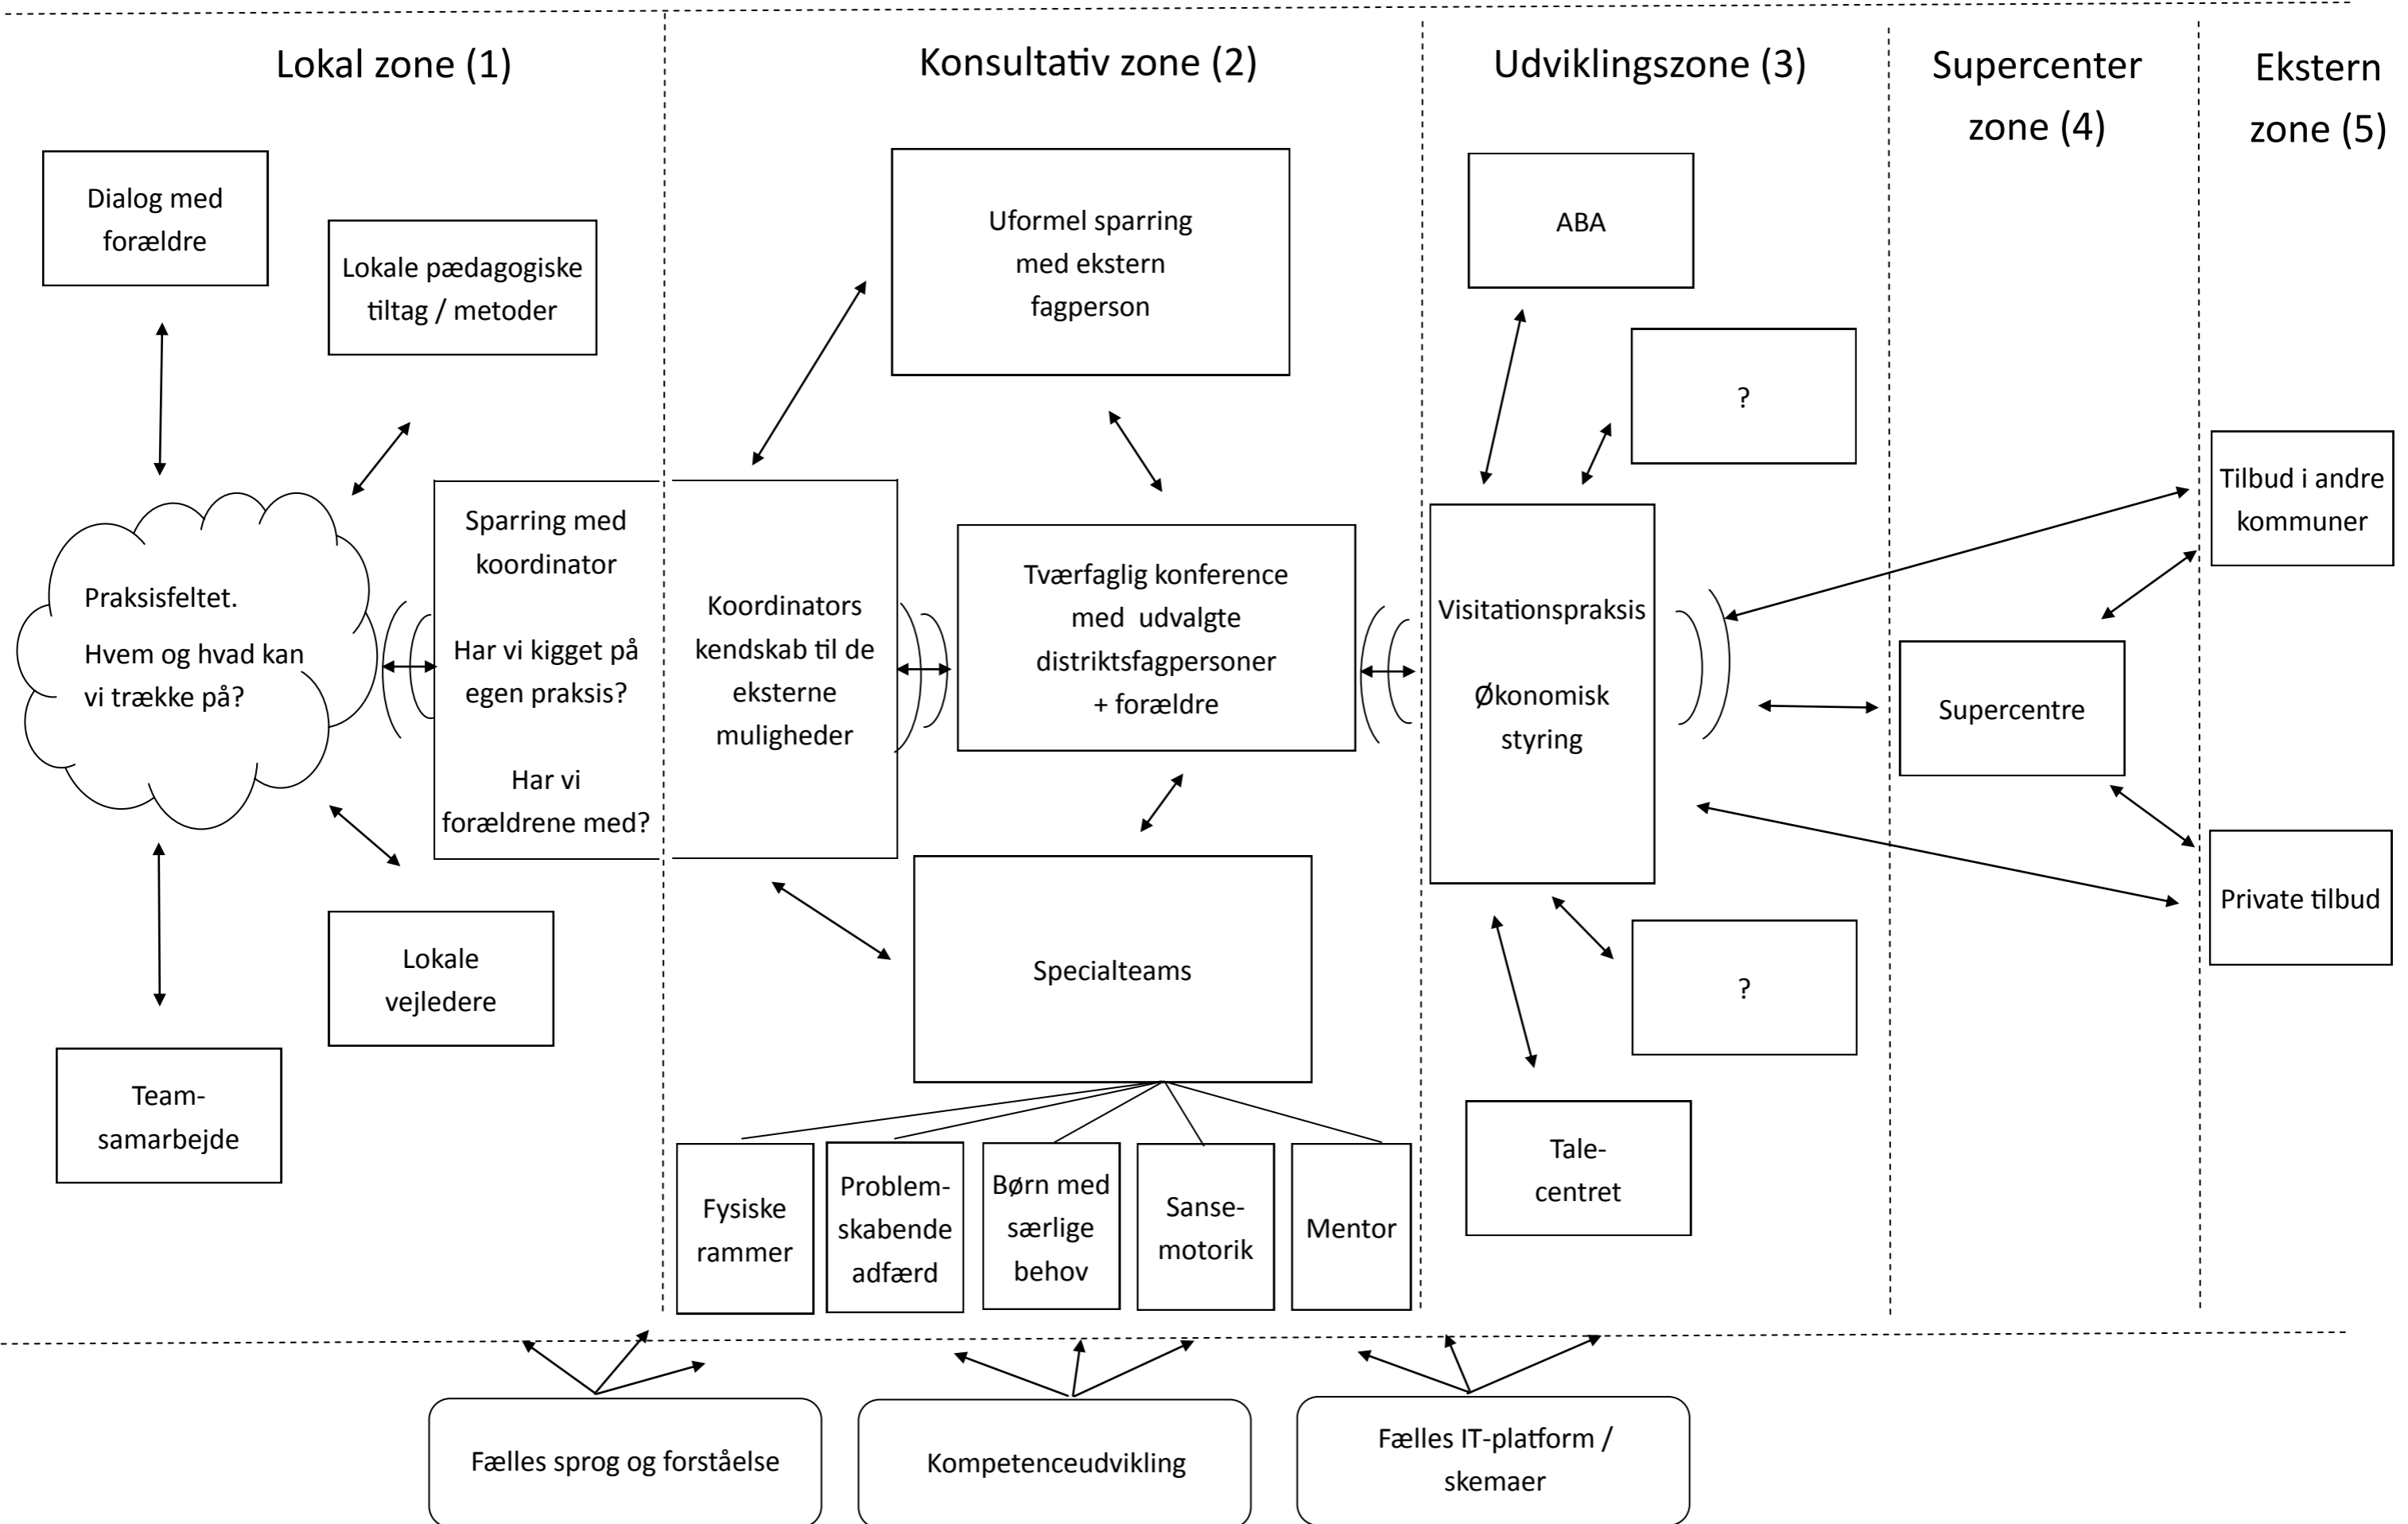 Lokal zone (1)
Konsultativ zone (2)
Udviklingszone (3)
Supercenter
zone (4)
Ekstern
zone (5)
Dialog med
forældre
Lokale pædagogiske
tiltag / metoder
Praksisfeltet.
Hvem og hvad kan
vi trække på?
Sparring med
koordinator
Har vi kigget på
egen praksis?
Har vi
forældrene med?
Lokale
vejledere
Team-
samarbejde
Uformel sparring
med ekstern
fagperson
Koordinators
kendskab til de
eksterne
muligheder
Tværfaglig konference
med udvalgte
distriktsfagpersoner
+ forældre
Specialteams
Fysiske
rammer
Problem-
skabende
adfærd
Børn med
særlige
behov
Sanse-
motorik
Mentor
ABA
?
Visitationspraksis
Økonomisk
styring
?
Tale-
centret
Supercentre
Tilbud i andre
kommuner
Private tilbud
Fælles sprog og forståelse
Kompetenceudvikling
Fælles IT-platform /
skemaer